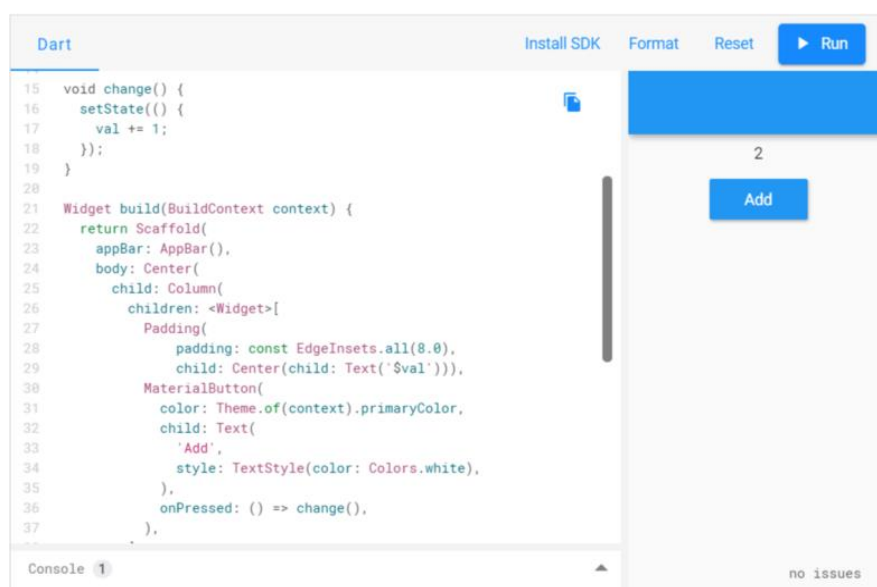 Dart
Install SDK Format Reset Run
15 void change() {
16 setState(() {
17 val += 1;
18 });
19 }
20
21 Widget build(BuildContext context) {
22 return Scaffold(
23 appBar: AppBar(),
24 body: Center(
25 child: Column(
26 children: <Widget>[
27 Padding(
28 padding: const EdgeInsets.all(8.0),
29 child: Center(child: Text('$val'))),
30 MaterialButton(
31 color: Theme.of(context).primaryColor,
32 child: Text(
33 'Add',
34 style: TextStyle(color: Colors.white),
35 ),
36 onPressed: () => change(),
37 ),
2
Add
Console 1
no issues